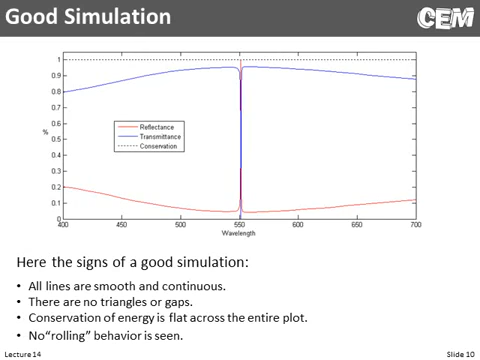 Good Simulation
CEM
1
0.9
0.8
0.7
0.6
0.5
0.4
0.3
0.2
0.1
0
%
Reflectance
Transmittance
Conservation
400 450 500 550 600 650 700
Wavelength
Here the signs of a good simulation:
• All lines are smooth and continuous.
• There are no triangles or gaps.
• Conservation of energy is flat across the entire plot.
• No“rolling” behavior is seen.
Lecture 14 Slide 10